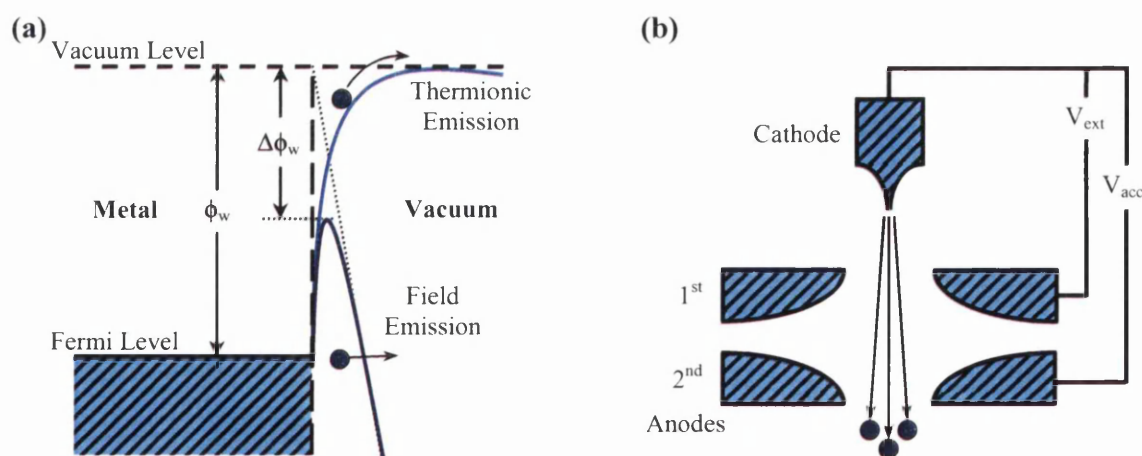 (a)
Vacuum Level
Thermionic
Emission
Δϕw
Metal
ϕw
Vacuum
Field
Emission
Fermi Level
(b)
Cathode
Vext
Vacc
1st
2nd
Anodes